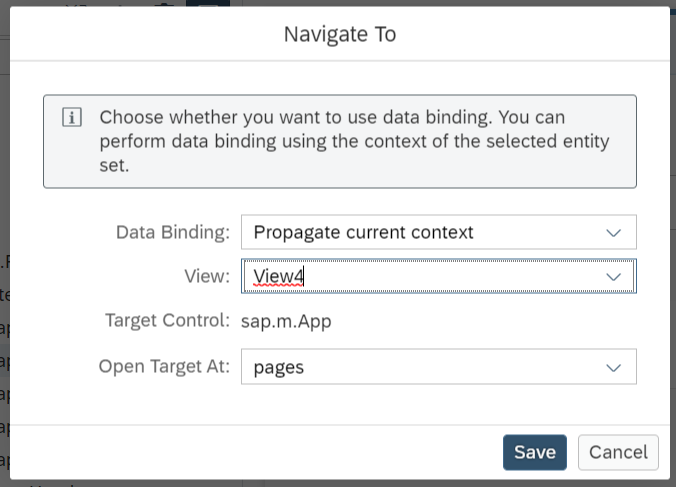 Navigate To
Choose whether you want to use data binding. You can
perform data binding using the context of the selected entity
set.
Data Binding: Propagate current context
View: View4
Target Control: sap.m.App
Open Target At: pages
Save Cancel